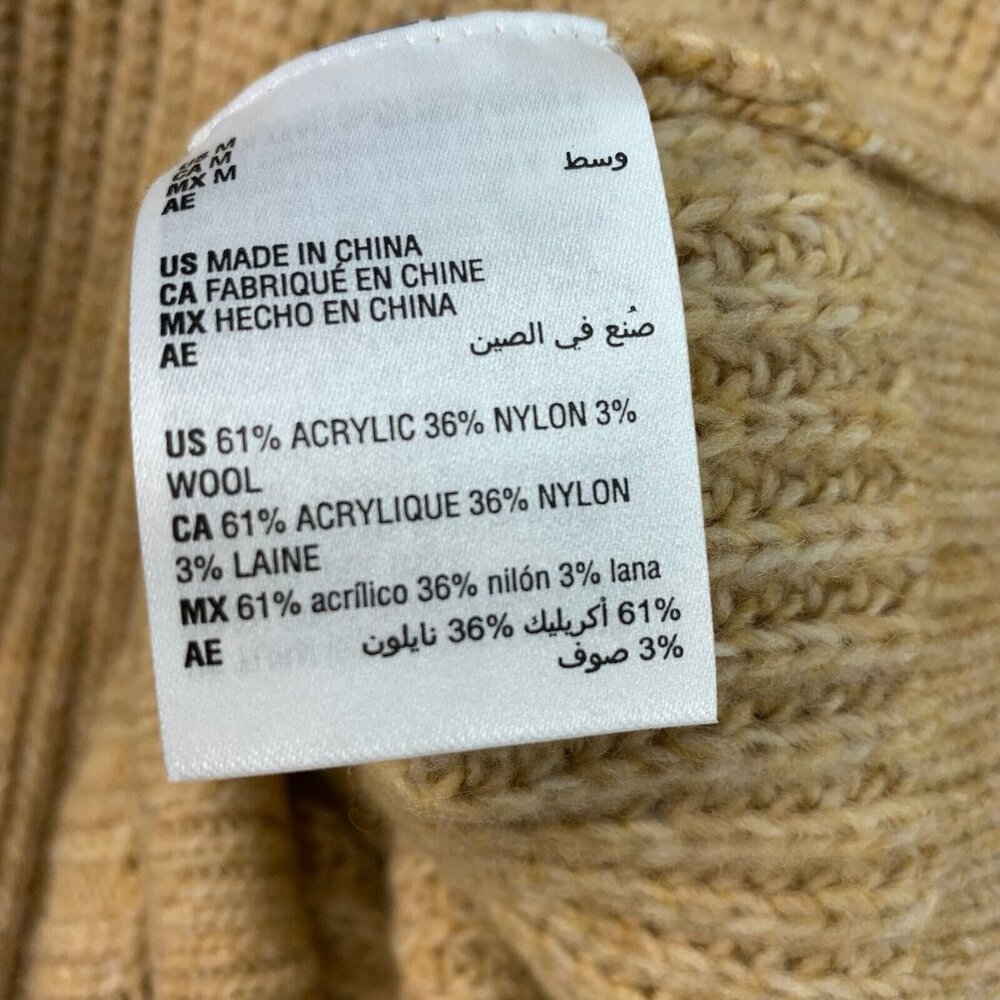 US M
CA M
MX M
AE وسط
US MADE IN CHINA
CA FABRIQUÉ EN CHINE
MX HECHO EN CHINA
AE صُنع في الصين
US 61% ACRYLIC 36% NYLON 3%
WOOL
CA 61% ACRYLIQUE 36% NYLON
3% LAINE
MX 61% acrílico 36% nilón 3% lana
AE 61% أكريليك 36% نايلون
3% صوف